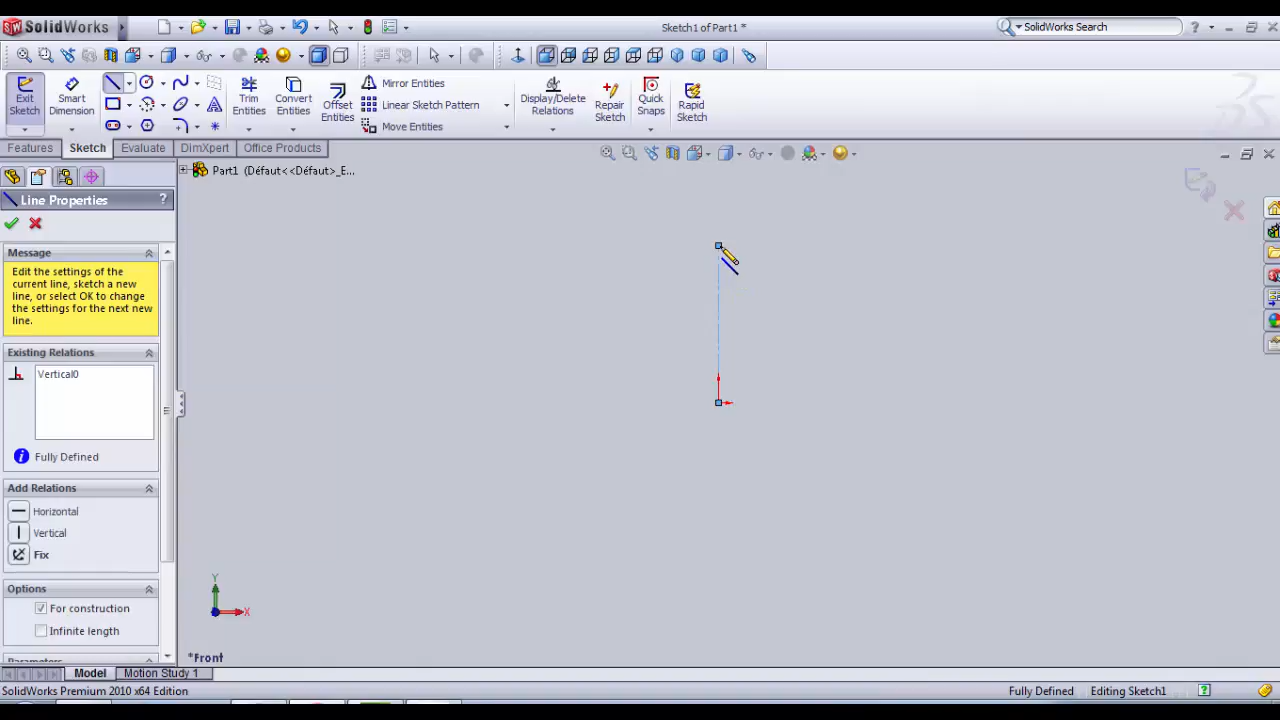 SolidWorks
Sketch1 of Part1 *
SolidWorks Search
Exit Sketch
Smart Dimension
Trim Entities
Convert Entities
Offset Entities
Mirror Entities
Linear Sketch Pattern
Move Entities
Display/Delete Relations
Repair Sketch
Quick Snaps
Rapid Sketch
Features
Sketch
Evaluate
DimXpert
Office Products
Part1 (Défaut<<Défaut>_E...
Line Properties
?
Message
Edit the settings of the
current line, sketch a new
line, or select OK to change
the settings for the next new
line.
Existing Relations
Vertical0
Fully Defined
Add Relations
Horizontal
Vertical
Fix
Options
For construction
Infinite length
Parameters
Y
X
*Front
Model
Motion Study 1
SolidWorks Premium 2010 x64 Edition
Fully Defined
Editing Sketch1